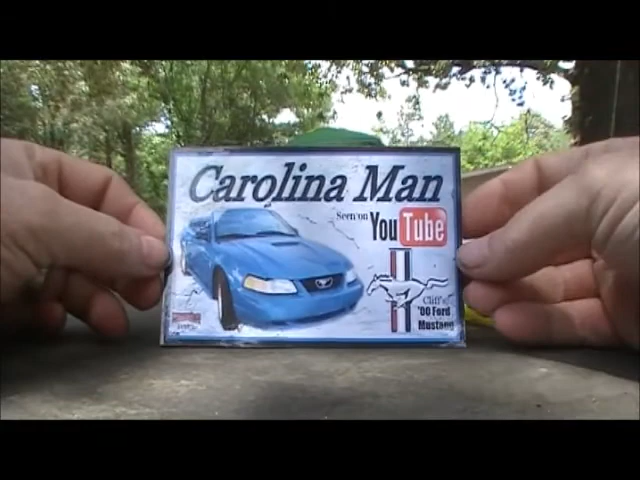 Carolina Man
Seen on
YouTube
Cliff's
'00 Ford
Mustang